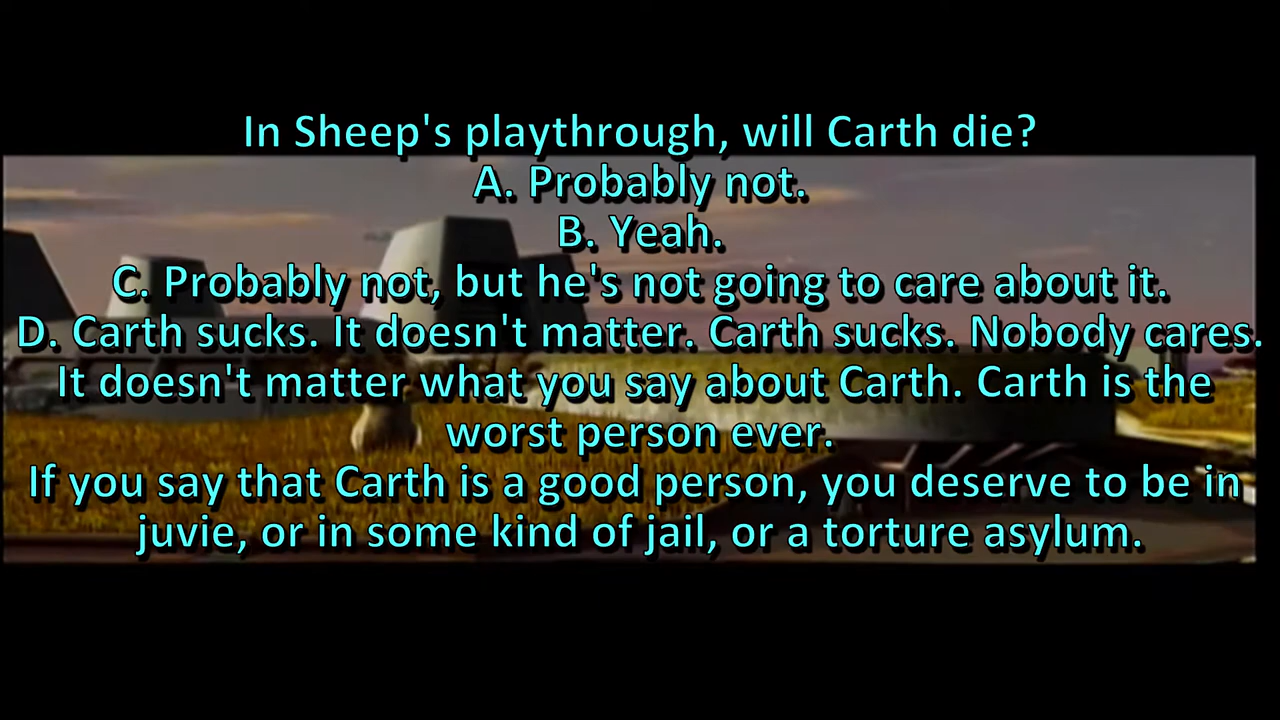 In Sheep's playthrough, will Carth die?
A. Probably not.
B. Yeah.
C. Probably not, but he's not going to care about it.
D. Carth sucks. It doesn't matter. Carth sucks. Nobody cares.
It doesn't matter what you say about Carth. Carth is the
worst person ever.
If you say that Carth is a good person, you deserve to be in
juvie, or in some kind of jail, or a torture asylum.